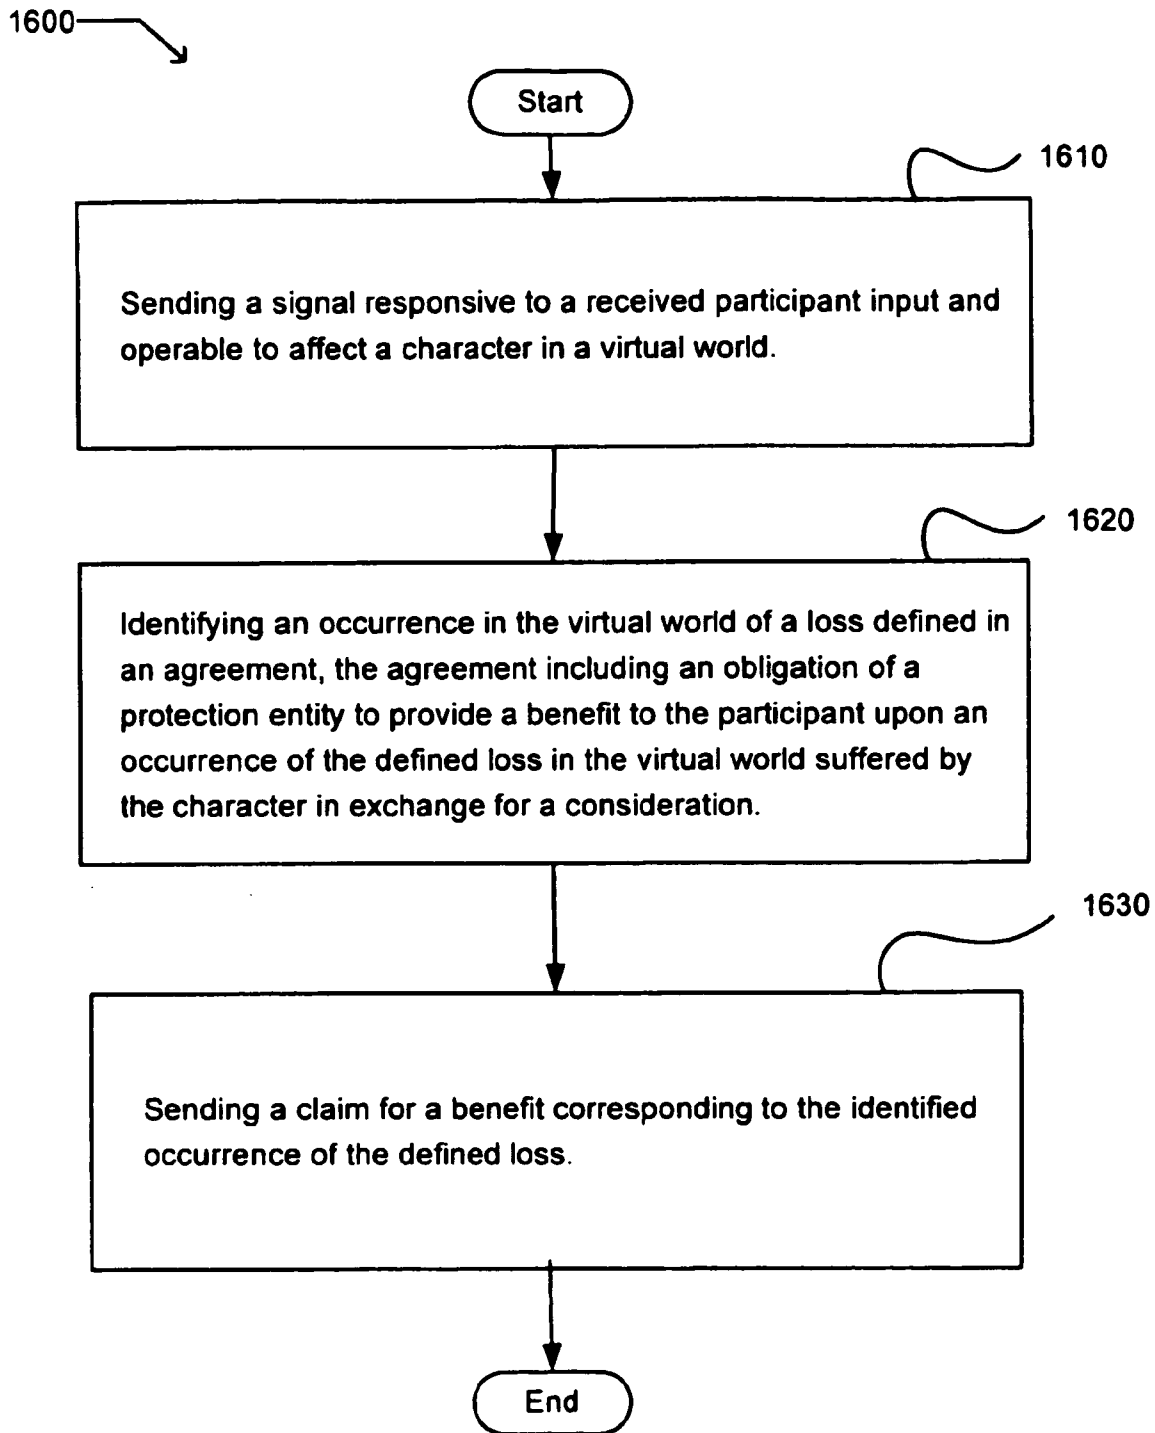 1600
Start
1610
Sending a signal responsive to a received participant input and
operable to affect a character in a virtual world.
1620
Identifying an occurrence in the virtual world of a loss defined in
an agreement, the agreement including an obligation of a
protection entity to provide a benefit to the participant upon an
occurrence of the defined loss in the virtual world suffered by
the character in exchange for a consideration.
1630
Sending a claim for a benefit corresponding to the identified
occurrence of the defined loss.
End